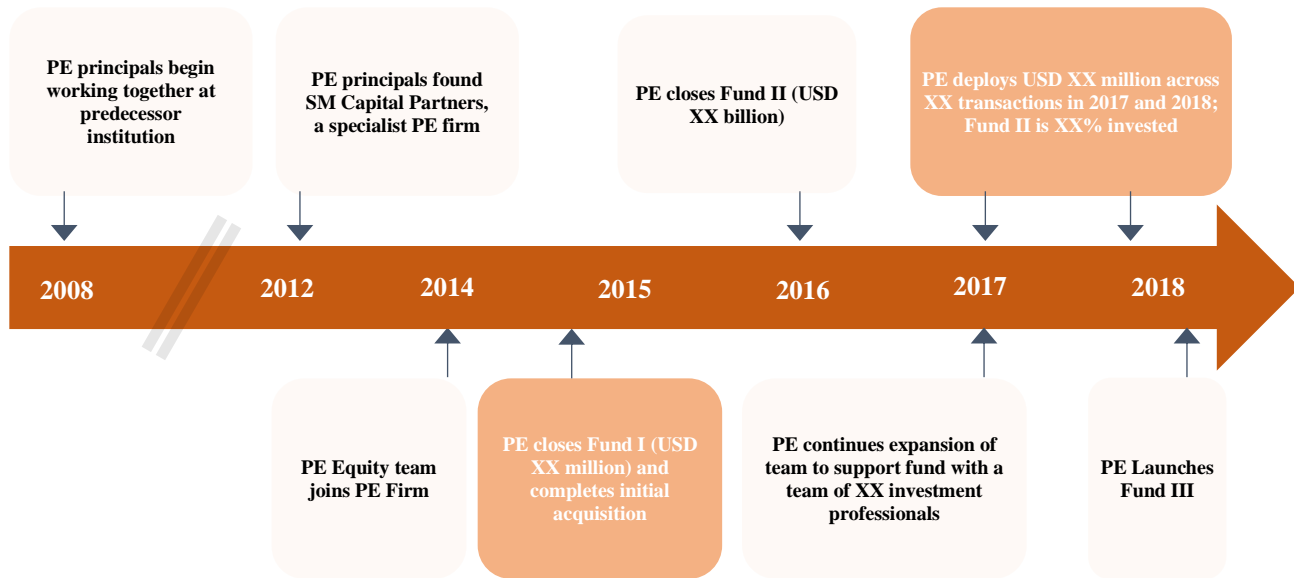 PE principals begin
working together at
predecessor
institution
PE principals found
SM Capital Partners,
a specialist PE firm
PE closes Fund II (USD
XX billion)
PE deploys USD XX million across
XX transactions in 2017 and 2018;
Fund II is XX% invested
2008
2012
2014
2015
2016
2017
2018
PE Equity team
joins PE Firm
PE closes Fund I (USD
XX million) and
completes initial
acquisition
PE continues expansion of
team to support fund with a
team of XX investment
professionals
PE Launches
Fund III